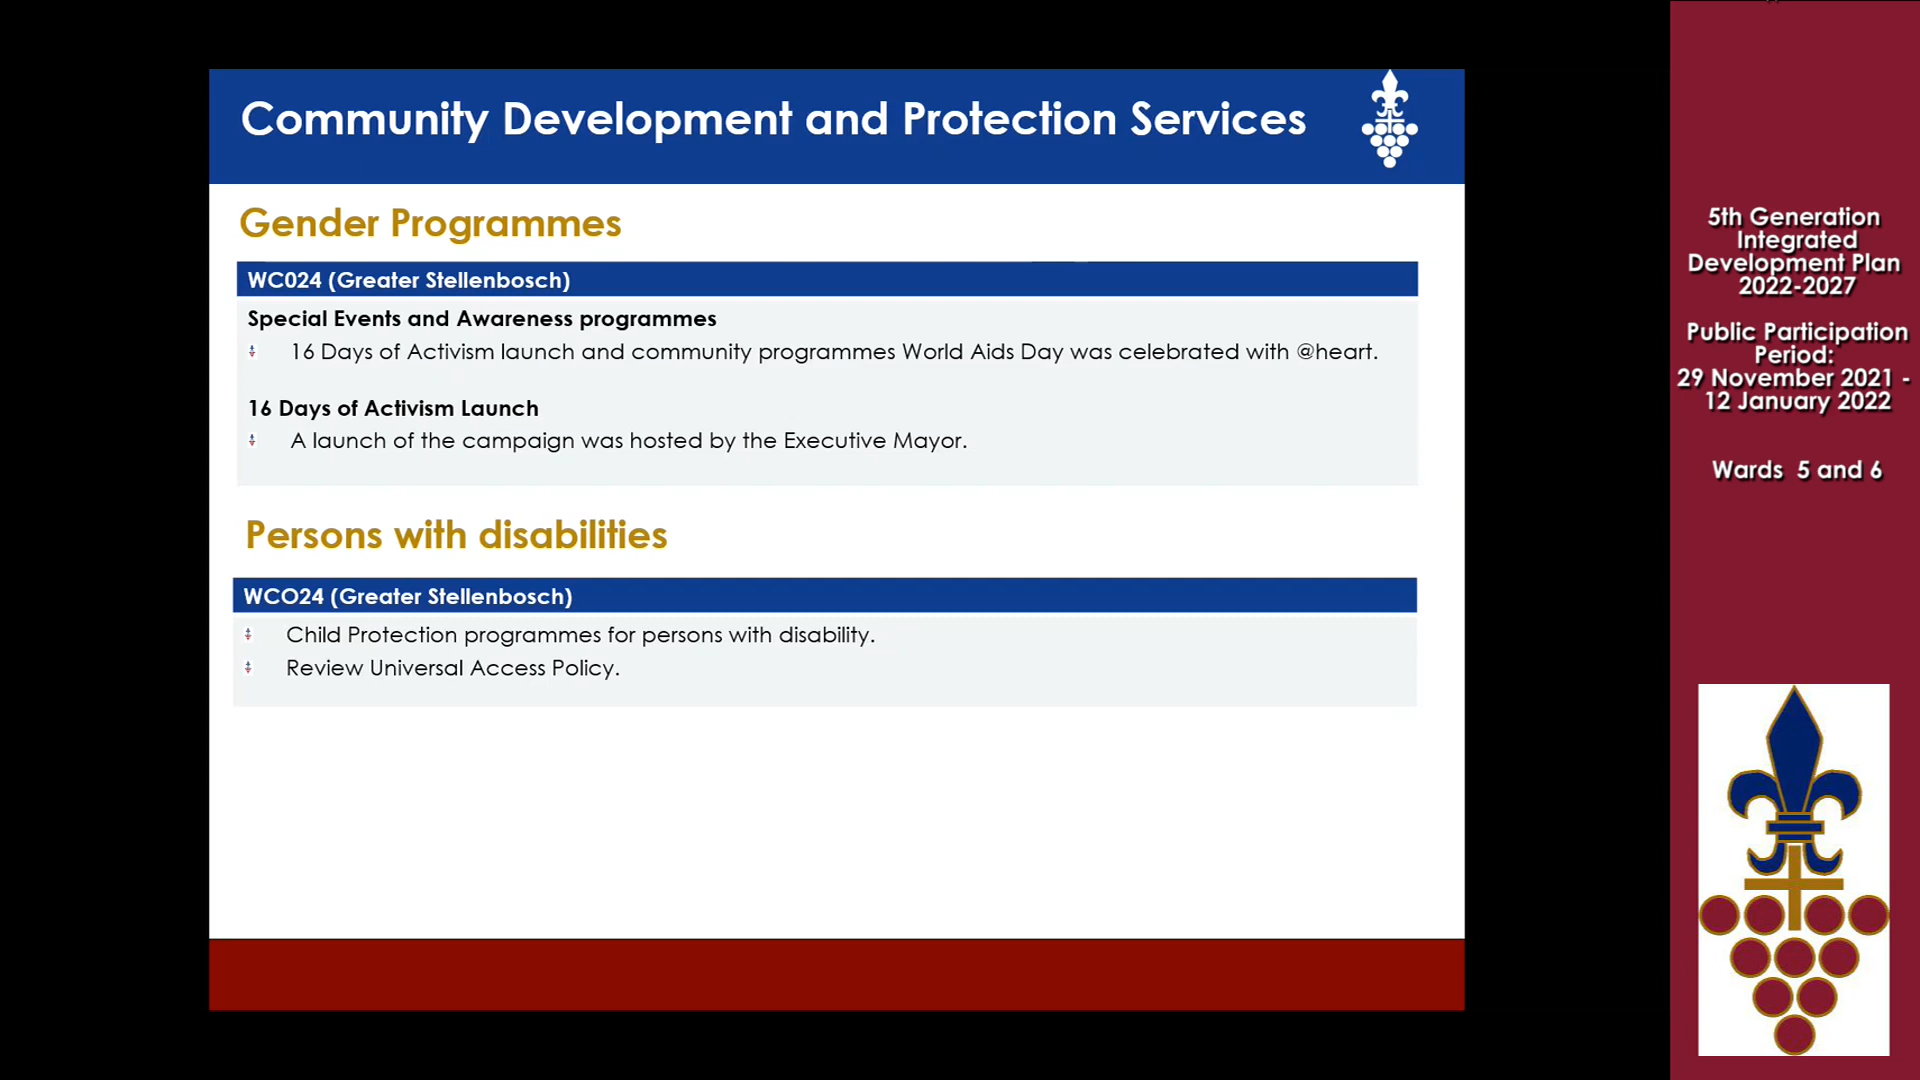 Community Development and Protection Services
Gender Programmes
WC024 (Greater Stellenbosch)
Special Events and Awareness programmes
16 Days of Activism launch and community programmes World Aids Day was celebrated with @heart.
16 Days of Activism Launch
A launch of the campaign was hosted by the Executive Mayor.
Persons with disabilities
WCO24 (Greater Stellenbosch)
Child Protection programmes for persons with disability.
Review Universal Access Policy.
5th Generation
Integrated
Development Plan
2022-2027
Public Participation
Period:
29 November 2021 -
12 January 2022
Wards 5 and 6